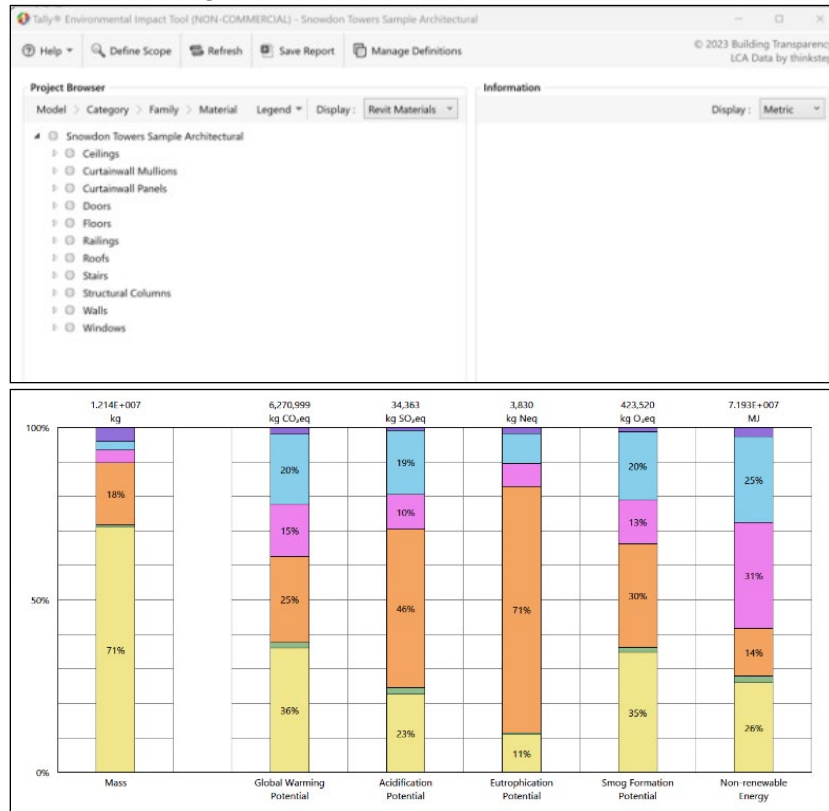 Tally® Environmental Impact Tool (NON-COMMERCIAL) - Snowdon Towers Sample Architectural
Help Define Scope Refresh Save Report Manage Definitions
© 2023 Building Transparency
LCA Data by thinkstep
Project Browser
Information
Model > Category > Family > Material Legend Display: Revit Materials
Display: Metric
Snowdon Towers Sample Architectural
Ceilings
Curtainwall Mullions
Curtainwall Panels
Doors
Floors
Railings
Roofs
Stairs
Structural Columns
Walls
Windows
1.214E+007 6,270,999 34,363 3,830 423,520 7.193E+007
kg kg CO₂eq kg SO₂eq kg Neq kg O₃eq MJ
100%
20% 19% 20% 25%
18% 15% 10% 13%
31%
50%
25% 46% 71% 30% 14%
71%
36% 23% 11% 35% 26%
0%
Mass Global Warming Acidification Eutrophication Smog Formation Non-renewable
Potential Potential Potential Potential Energy